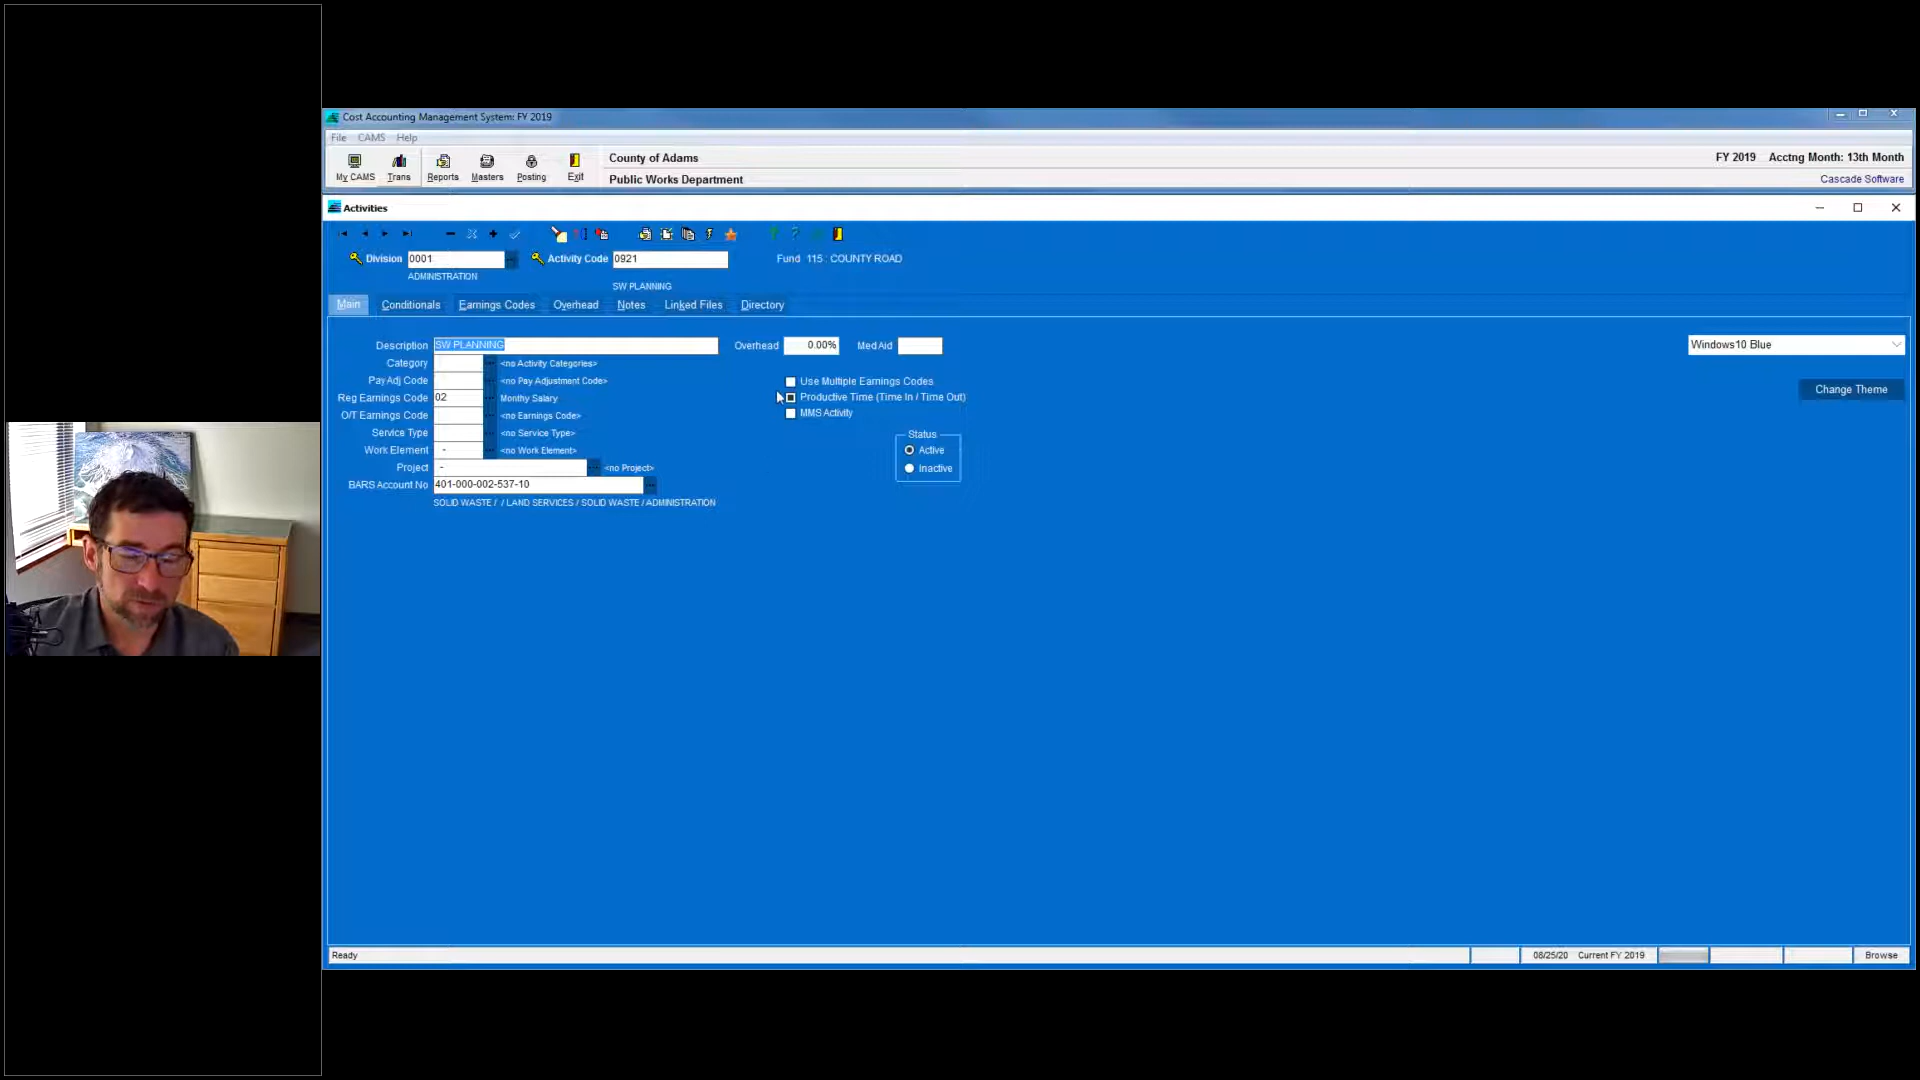 Cost Accounting Management System: FY 2019
File CAMS Help
My CAMS Trans Reports Masters Posting Exit
County of Adams
Public Works Department
FY 2019 Acctng Month: 13th Month
Cascade Software
Activities
Division 0001
ADMINISTRATION
Activity Code 0921
SW PLANNING
Fund 115 : COUNTY ROAD
Main Conditionals Earnings Codes Overhead Notes Linked Files Directory
Description SW PLANNING Overhead 0.00% Med Aid
Windows10 Blue
Category <no Activity Categories>
Pay Adj Code <no Pay Adjustment Code>
Use Multiple Earnings Codes
Change Theme
Reg Earnings Code 02 Monthy Salary
Productive Time (Time In / Time Out)
O/T Earnings Code <no Earnings Code>
MMS Activity
Service Type <no Service Type>
Status
Work Element - <no Work Element>
Active
Project - <no Project>
Inactive
BARS Account No 401-000-002-537-10
SOLID WASTE / / LAND SERVICES / SOLID WASTE / ADMINISTRATION
Ready 08/25/20 Current FY 2019 Browse